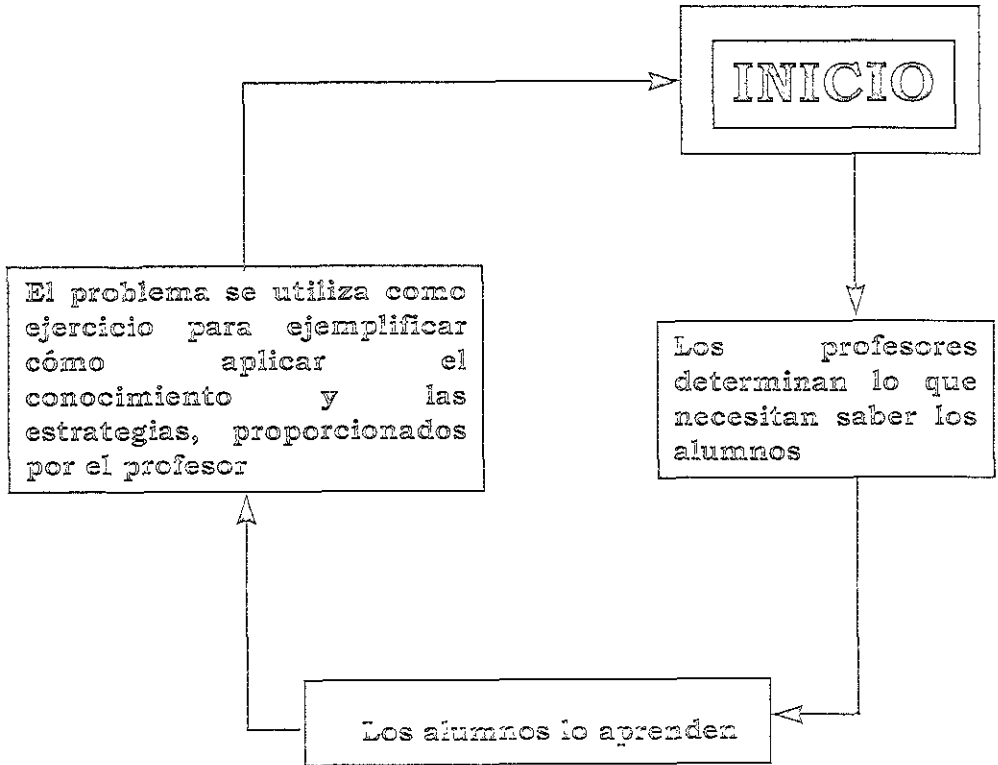 INICIO
Los profesores
determinan lo que
necesitan saber los
alumnos
Los alumnos lo aprenden
El problema se utiliza como
ejercicio para ejemplificar
cómo aplicar el
conocimiento y las
estrategias, proporcionados
por el profesor